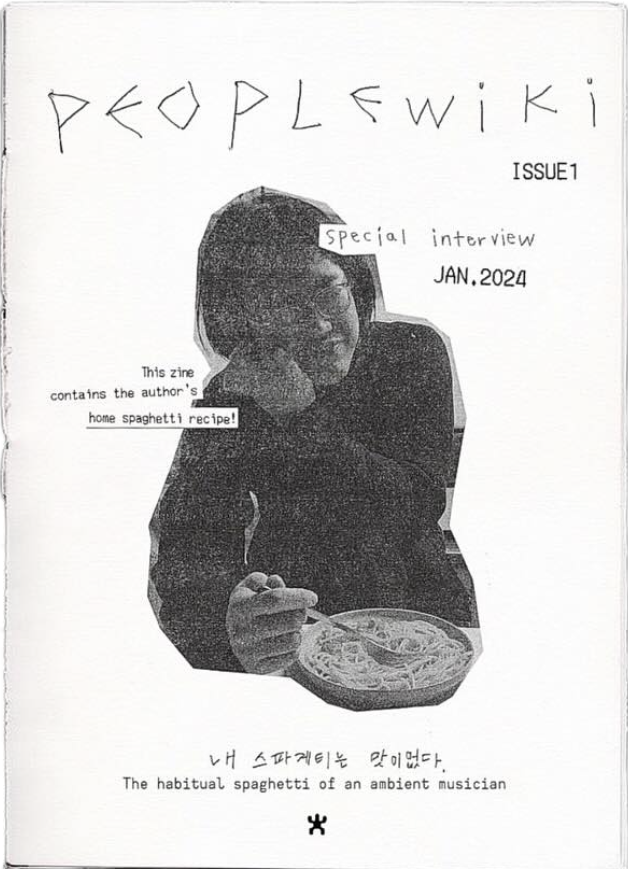 PEOPLEWiKi
ISSUE1
special interview
JAN.2024
This zine
contains the author's
home spaghetti recipe!
내 스파게티는 맛이없다.
The habitual spaghetti of an ambient musician